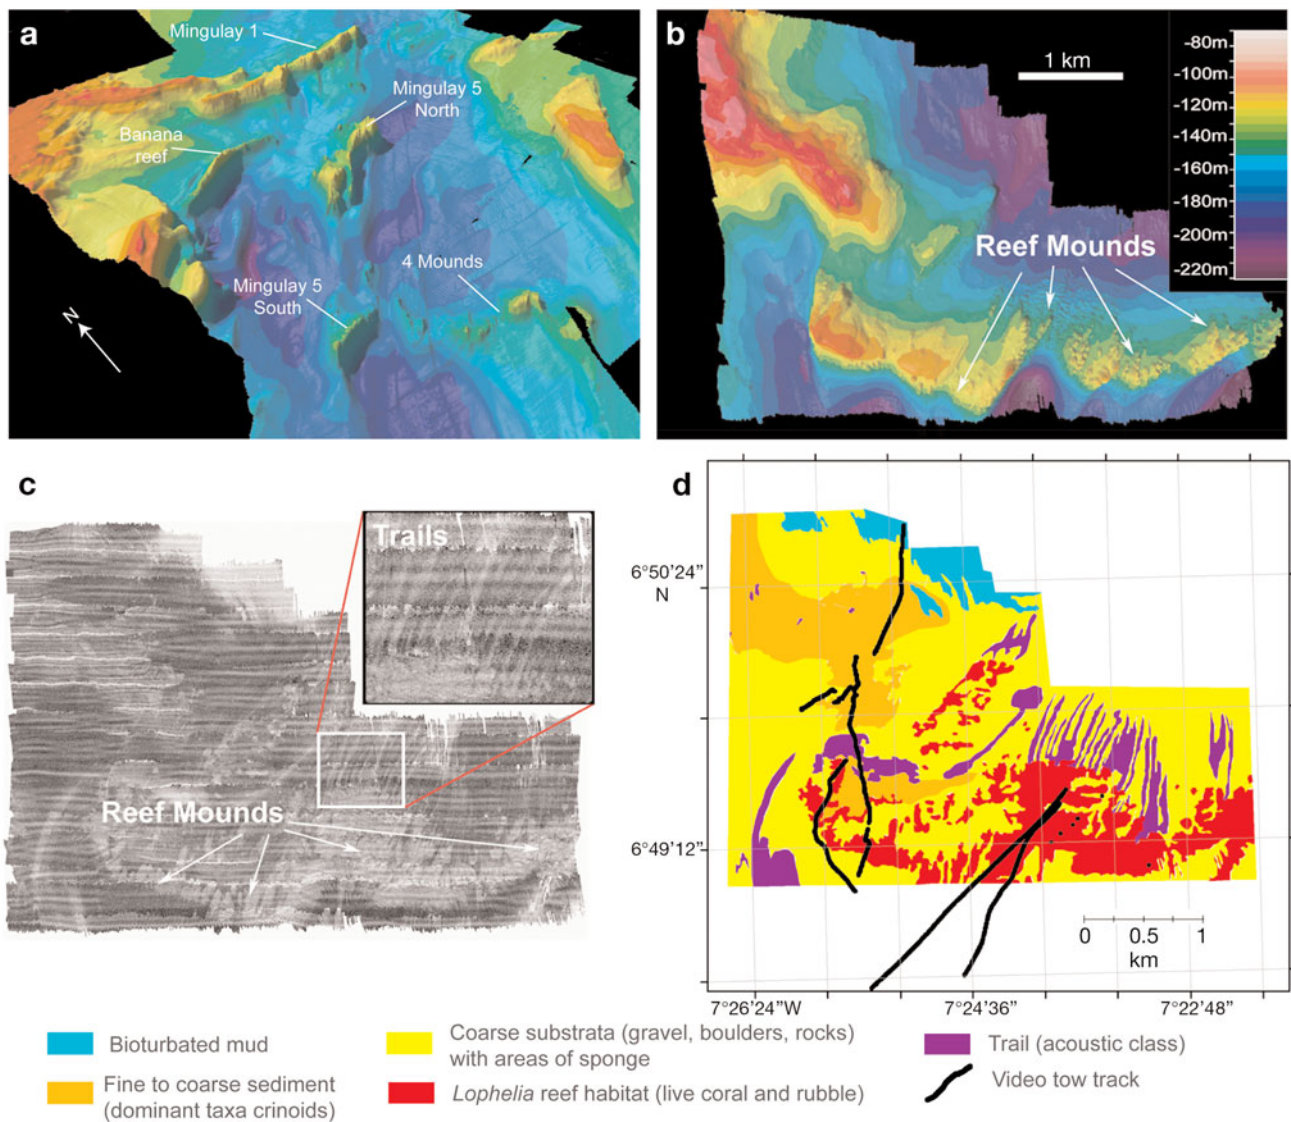 a
Mingulay 1
Mingulay 5
North
Banana
reef
4 Mounds
Mingulay 5
South
N
b
1 km
-80m
-100m
-120m
-140m
-160m
-180m
-200m
-220m
Reef Mounds
c
Trails
Reef Mounds
d
6°50'24"
N
6°49'12"
0 0.5 1
km
7°26'24"W 7°24'36" 7°22'48"
Bioturbated mud
Fine to coarse sediment
(dominant taxa crinoids)
Coarse substrata (gravel, boulders, rocks)
with areas of sponge
Lophelia reef habitat (live coral and rubble)
Trail (acoustic class)
Video tow track